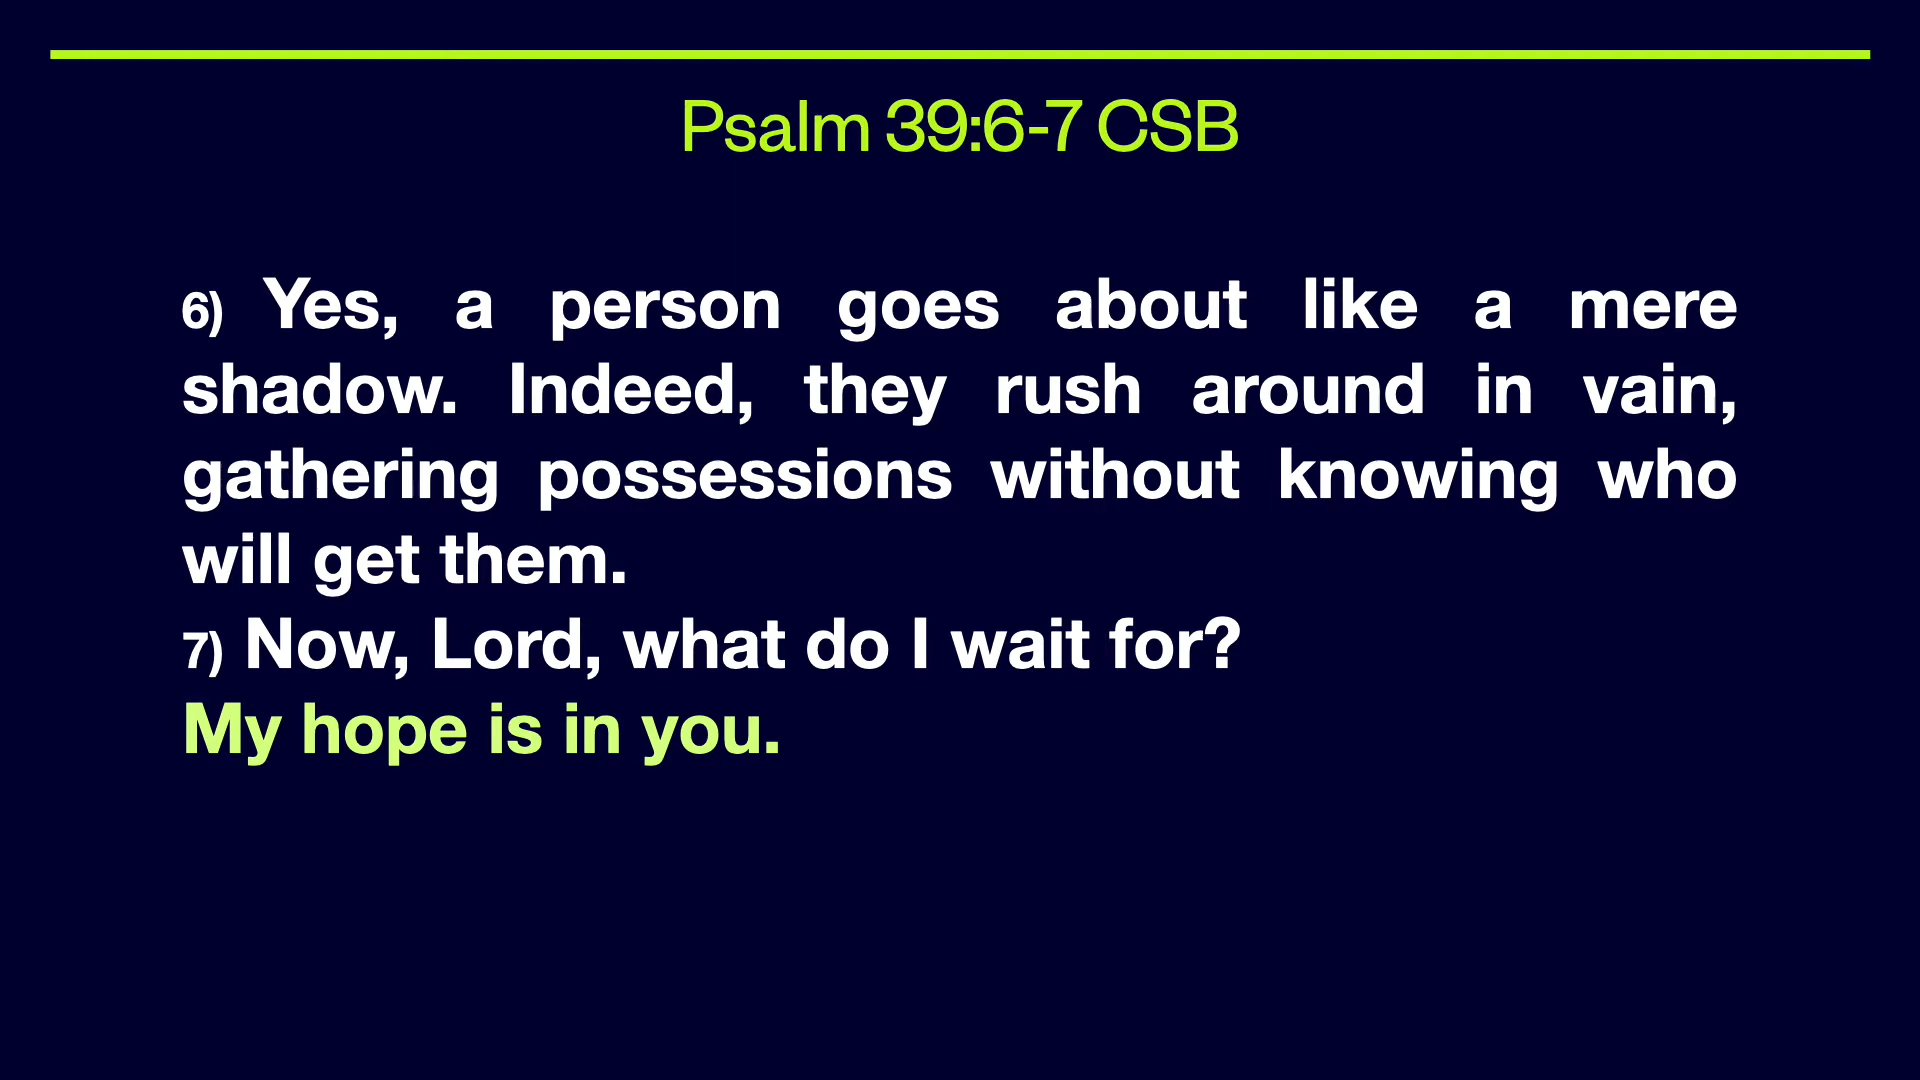 Psalm 39:6-7 CSB
6) Yes, a person goes about like a mere
shadow. Indeed, they rush around in vain,
gathering possessions without knowing who
will get them.
7) Now, Lord, what do I wait for?
My hope is in you.